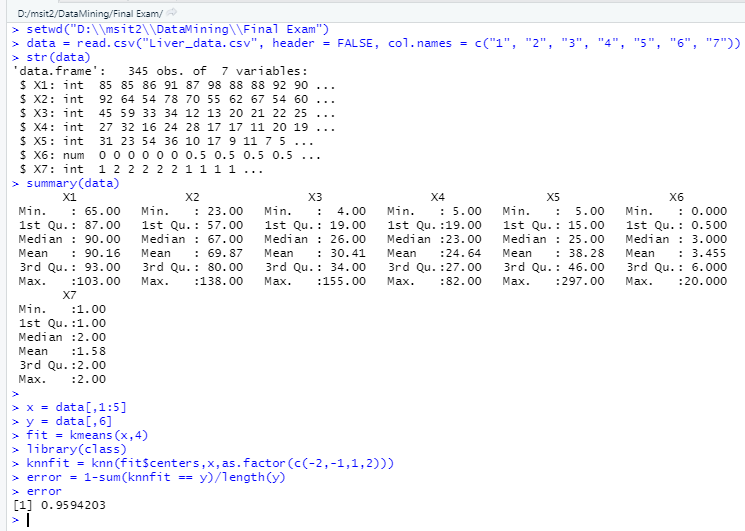 D:/msit2/DataMining/Final Exam/
> setwd("D:\\msit2\\DataMining\\Final Exam")
> data = read.csv("Liver_data.csv", header = FALSE, col.names = c("1", "2", "3", "4", "5", "6", "7"))
> str(data)
'data.frame':   345 obs. of  7 variables:
 $ X1: int  85 85 86 91 87 98 88 88 92 90 ...
 $ X2: int  92 64 54 78 70 55 62 67 54 60 ...
 $ X3: int  45 59 33 34 12 13 20 21 22 25 ...
 $ X4: int  27 32 16 24 28 17 17 11 20 19 ...
 $ X5: int  31 23 54 36 10 17 9 11 7 5 ...
 $ X6: num  0 0 0 0 0 0 0.5 0.5 0.5 0.5 ...
 $ X7: int  1 2 2 2 2 2 1 1 1 1 ...
> summary(data)
       X1               X2               X3               X4              X5               X6
 Min.   : 65.00   Min.   : 23.00   Min.   :  4.00   Min.   : 5.00   Min.   :  5.00   Min.   : 0.000
 1st Qu.: 87.00   1st Qu.: 57.00   1st Qu.: 19.00   1st Qu.:19.00   1st Qu.: 15.00   1st Qu.: 0.500
 Median : 90.00   Median : 67.00   Median : 26.00   Median :23.00   Median : 25.00   Median : 3.000
 Mean   : 90.16   Mean   : 69.87   Mean   : 30.41   Mean   :24.64   Mean   : 38.28   Mean   : 3.455
 3rd Qu.: 93.00   3rd Qu.: 80.00   3rd Qu.: 34.00   3rd Qu.:27.00   3rd Qu.: 46.00   3rd Qu.: 6.000
 Max.   :103.00   Max.   :138.00   Max.   :155.00   Max.   :82.00   Max.   :297.00   Max.   :20.000
       X7
 Min.   :1.00
 1st Qu.:1.00
 Median :2.00
 Mean   :1.58
 3rd Qu.:2.00
 Max.   :2.00
>
> x = data[,1:5]
> y = data[,6]
> fit = kmeans(x,4)
> library(class)
> knnfit = knn(fit$centers,x,as.factor(c(-2,-1,1,2)))
> error = 1-sum(knnfit == y)/length(y)
> error
[1] 0.9594203
>